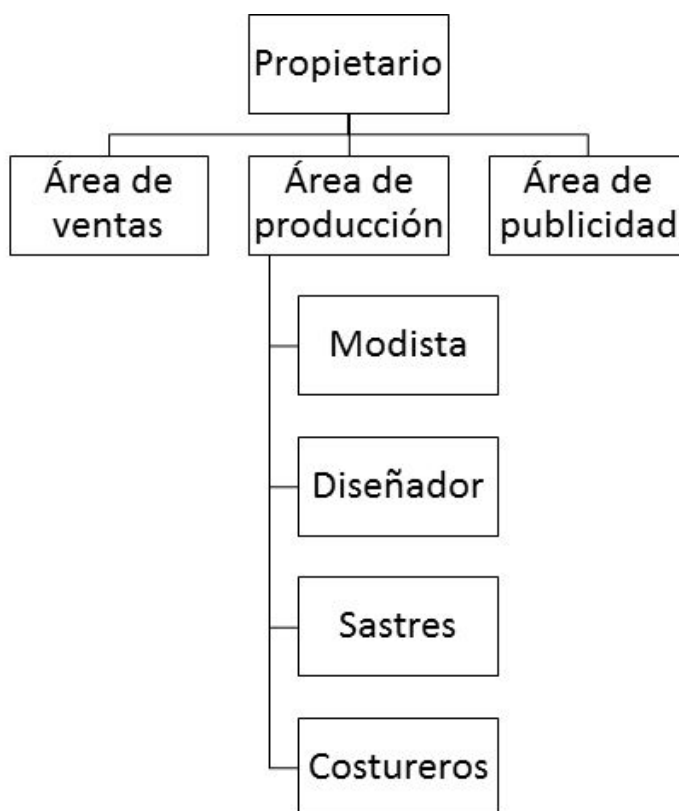 Propietario
Área de
ventas
Área de
producción
Área de
publicidad
Modista
Diseñador
Sastres
Costureros